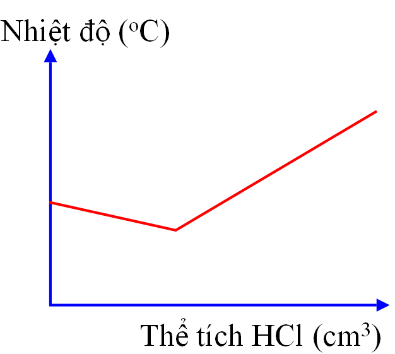 Nhiệt độ (ºC)
Thể tích HCl (cm³)